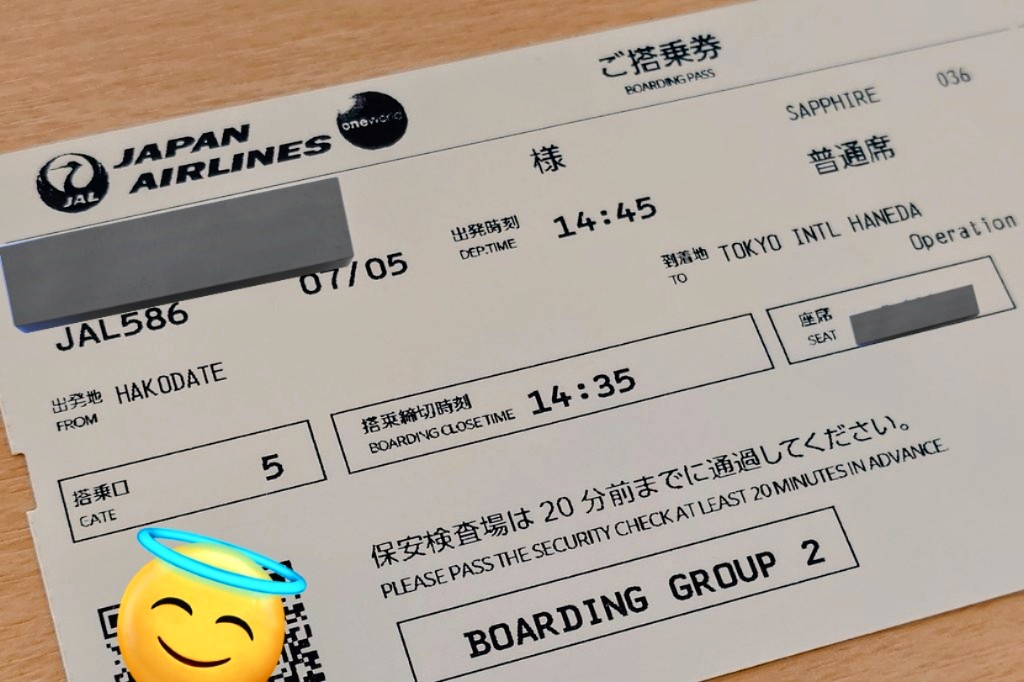 ご搭乗券
BOARDING PASS
JAL
JAPAN
AIRLINES
oneworld
SAPPHIRE 036
様
普通席
07/05
出発時刻
DEP.TIME
14:45
JAL586
到着地
TO
TOKYO INTL HANEDA
Operation
出発地
FROM
HAKODATE
搭乗締切時刻
BOARDING CLOSE TIME
14:35
座席
SEAT
搭乗口
GATE
5
保安検査場は 20 分前までに通過してください。
PLEASE PASS THE SECURITY CHECK AT LEAST 20 MINUTES IN ADVANCE.
BOARDING GROUP 2